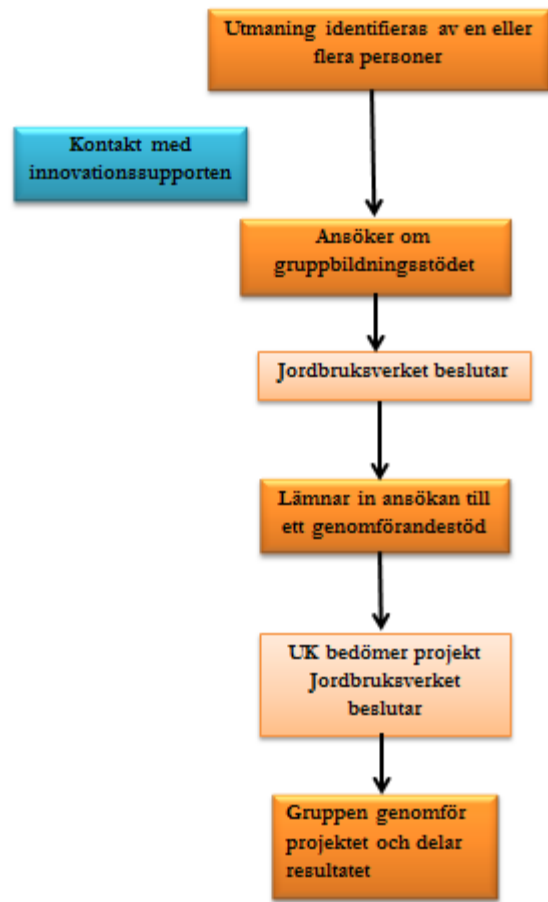 Utmaning identifieras av en eller
flera personer
Kontakt med
innovationssupporten
Ansöker om
gruppbildningsstödet
Jordbruksverket beslutar
Lämnar in ansökan till
ett genomförandestöd
UK bedömer projekt
Jordbruksverket
beslutar
Gruppen genomför
projektet och delar
resultatet